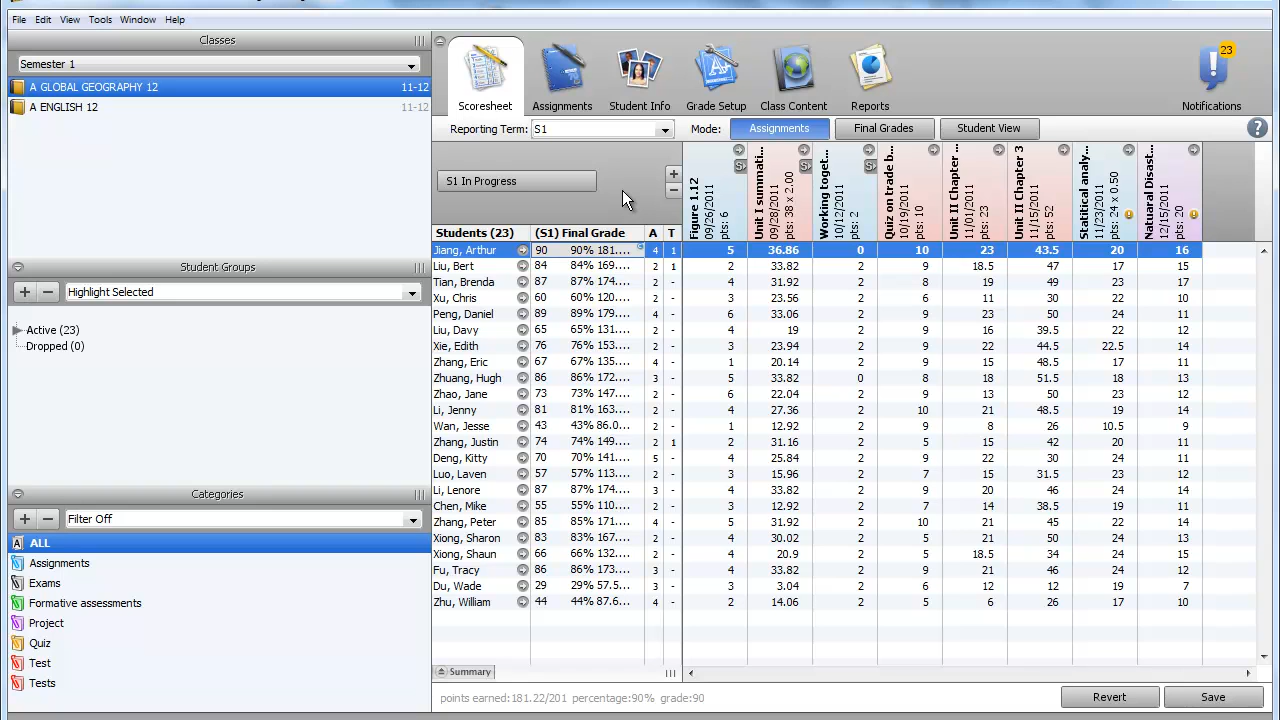 File Edit View Tools Window Help
Classes
Semester 1
A GLOBAL GEOGRAPHY 12 11-12
A ENGLISH 12 11-12
Student Groups
Highlight Selected
Active (23)
Dropped (0)
Categories
Filter Off
ALL
Assignments
Exams
Formative assessments
Project
Quiz
Test
Tests
Scoresheet Assignments Student Info Grade Setup Class Content Reports
23
Notifications
Reporting Term: S1 Mode: Assignments Final Grades Student View
S1 In Progress
Figure 1.12
09/26/2011
pts: 6
Unit I summati...
09/28/2011
pts: 38 x 2.00
Working toget...
10/12/2011
pts: 2
Quiz on trade b...
10/19/2011
pts: 10
Unit II Chapter ...
11/01/2011
pts: 23
Unit II Chapter 3
11/15/2011
pts: 52
Statitical analy...
11/23/2011
pts: 24 x 0.50
Natuaral Disast...
12/15/2011
pts: 20
Students (23) (S1) Final Grade A T
Jiang, Arthur 90 90% 181.... 4 1 5 36.86 0 10 23 43.5 20 16
Liu, Bert 84 84% 169.... 2 1 2 33.82 2 9 18.5 47 17 15
Tian, Brenda 87 87% 174.... 2 - 4 31.92 2 8 19 49 23 17
Xu, Chris 60 60% 120.... 2 - 3 23.56 2 6 11 30 22 10
Peng, Daniel 89 89% 179.... 4 - 6 33.06 2 9 23 50 24 11
Liu, Davy 65 65% 131.... 2 - 4 19 2 9 16 39.5 22 12
Xie, Edith 76 76% 153.... 2 - 3 23.94 2 9 22 44.5 22.5 14
Zhang, Eric 67 67% 135.... 4 - 1 20.14 2 9 15 48.5 17 11
Zhuang, Hugh 86 86% 172.... 3 - 5 33.82 0 8 18 51.5 18 13
Zhao, Jane 73 73% 147.... 2 - 6 22.04 2 9 13 50 23 12
Li, Jenny 81 81% 163.... 2 - 4 27.36 2 10 21 48.5 19 14
Wan, Jesse 43 43% 86.0... 2 - 1 12.92 2 9 8 26 10.5 9
Zhang, Justin 74 74% 149.... 2 1 2 31.16 2 5 15 42 20 11
Deng, Kitty 70 70% 141.... 5 - 4 25.84 2 9 22 30 24 11
Luo, Laven 57 57% 113.... 2 - 3 15.96 2 7 15 31.5 23 12
Li, Lenore 87 87% 174.... 3 - 4 33.82 2 9 20 46 24 14
Chen, Mike 55 55% 110.... 2 - 3 12.92 2 7 14 38.5 19 11
Zhang, Peter 85 85% 171.... 4 - 5 31.92 2 10 21 45 22 14
Xiong, Sharon 83 83% 167.... 2 - 4 30.02 2 5 21 50 24 13
Xiong, Shaun 66 66% 132.... 2 - 4 20.9 2 5 18.5 34 24 15
Fu, Tracy 86 86% 173.... 3 - 4 33.82 2 9 21 46 24 12
Du, Wade 29 29% 57.5... 3 - 3 3.04 2 6 12 12 19 7
Zhu, William 44 44% 87.6... 4 - 2 14.06 2 5 6 26 17 10
Summary
points earned:181.22/201 percentage:90% grade:90
Revert Save